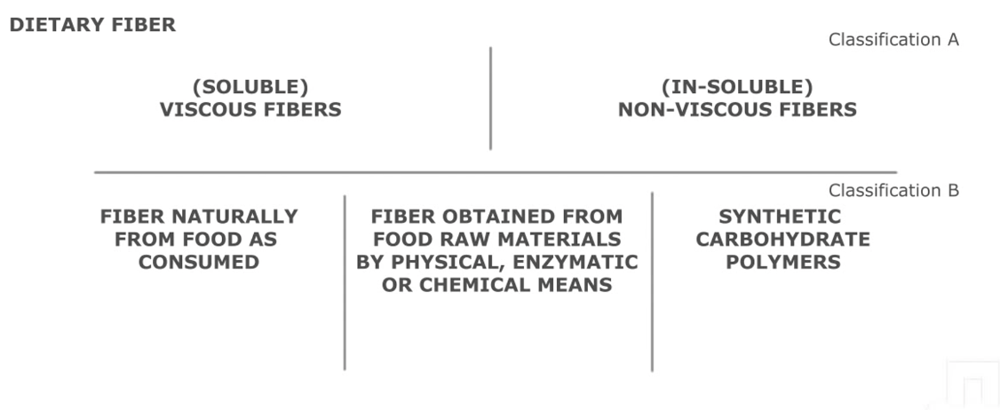 DIETARY FIBER
Classification A
(SOLUBLE)
VISCOUS FIBERS
(IN-SOLUBLE)
NON-VISCOUS FIBERS
Classification B
FIBER NATURALLY
FROM FOOD AS
CONSUMED
FIBER OBTAINED FROM
FOOD RAW MATERIALS
BY PHYSICAL, ENZYMATIC
OR CHEMICAL MEANS
SYNTHETIC
CARBOHYDRATE
POLYMERS